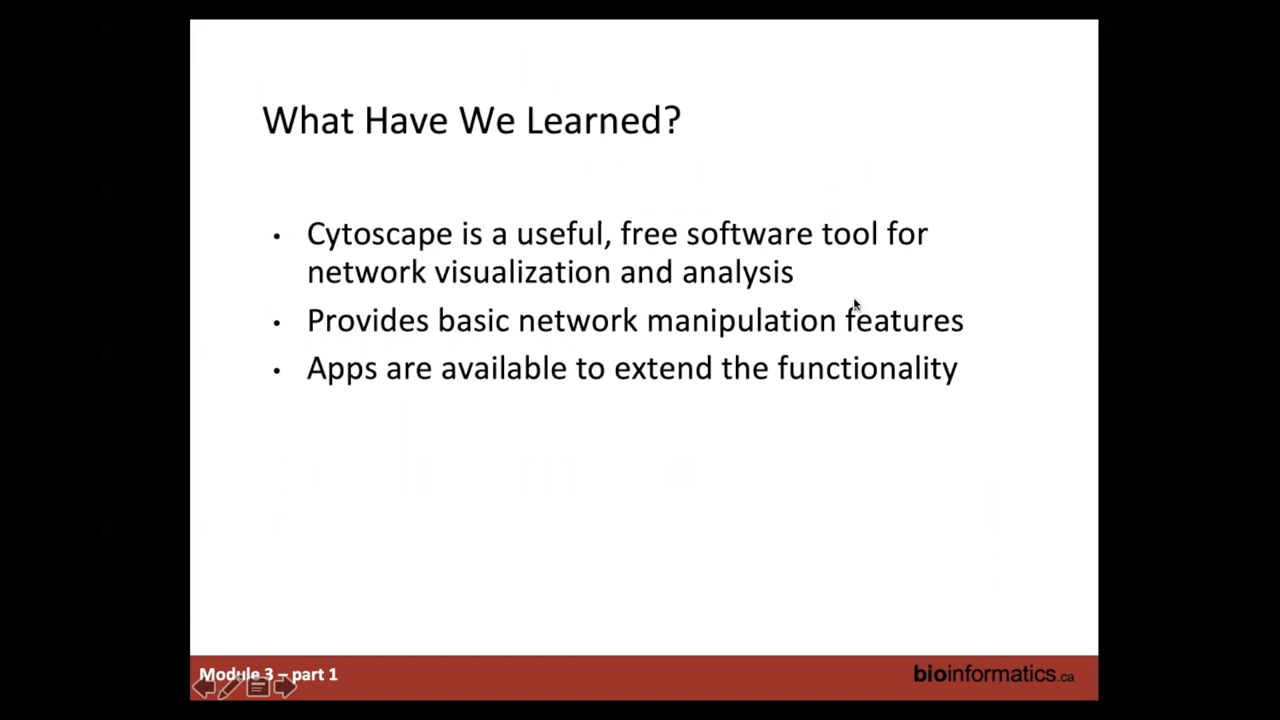 What Have We Learned?
• Cytoscape is a useful, free software tool for
network visualization and analysis
• Provides basic network manipulation features
• Apps are available to extend the functionality
Module 3 – part 1
bioinformatics.ca